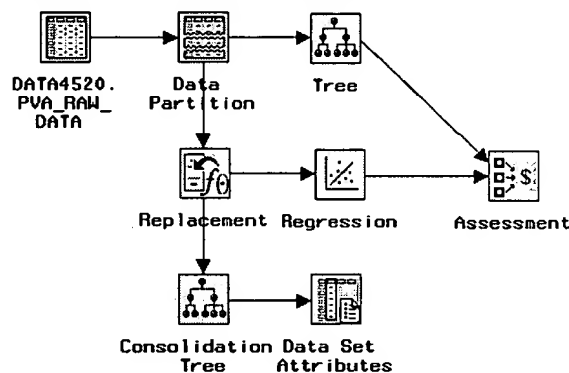 DATA4520.
PVA_RAW_
DATA
Data
Partition
Tree
Replacement
Regression
Assessment
Consolidation
Tree
Data Set
Attributes